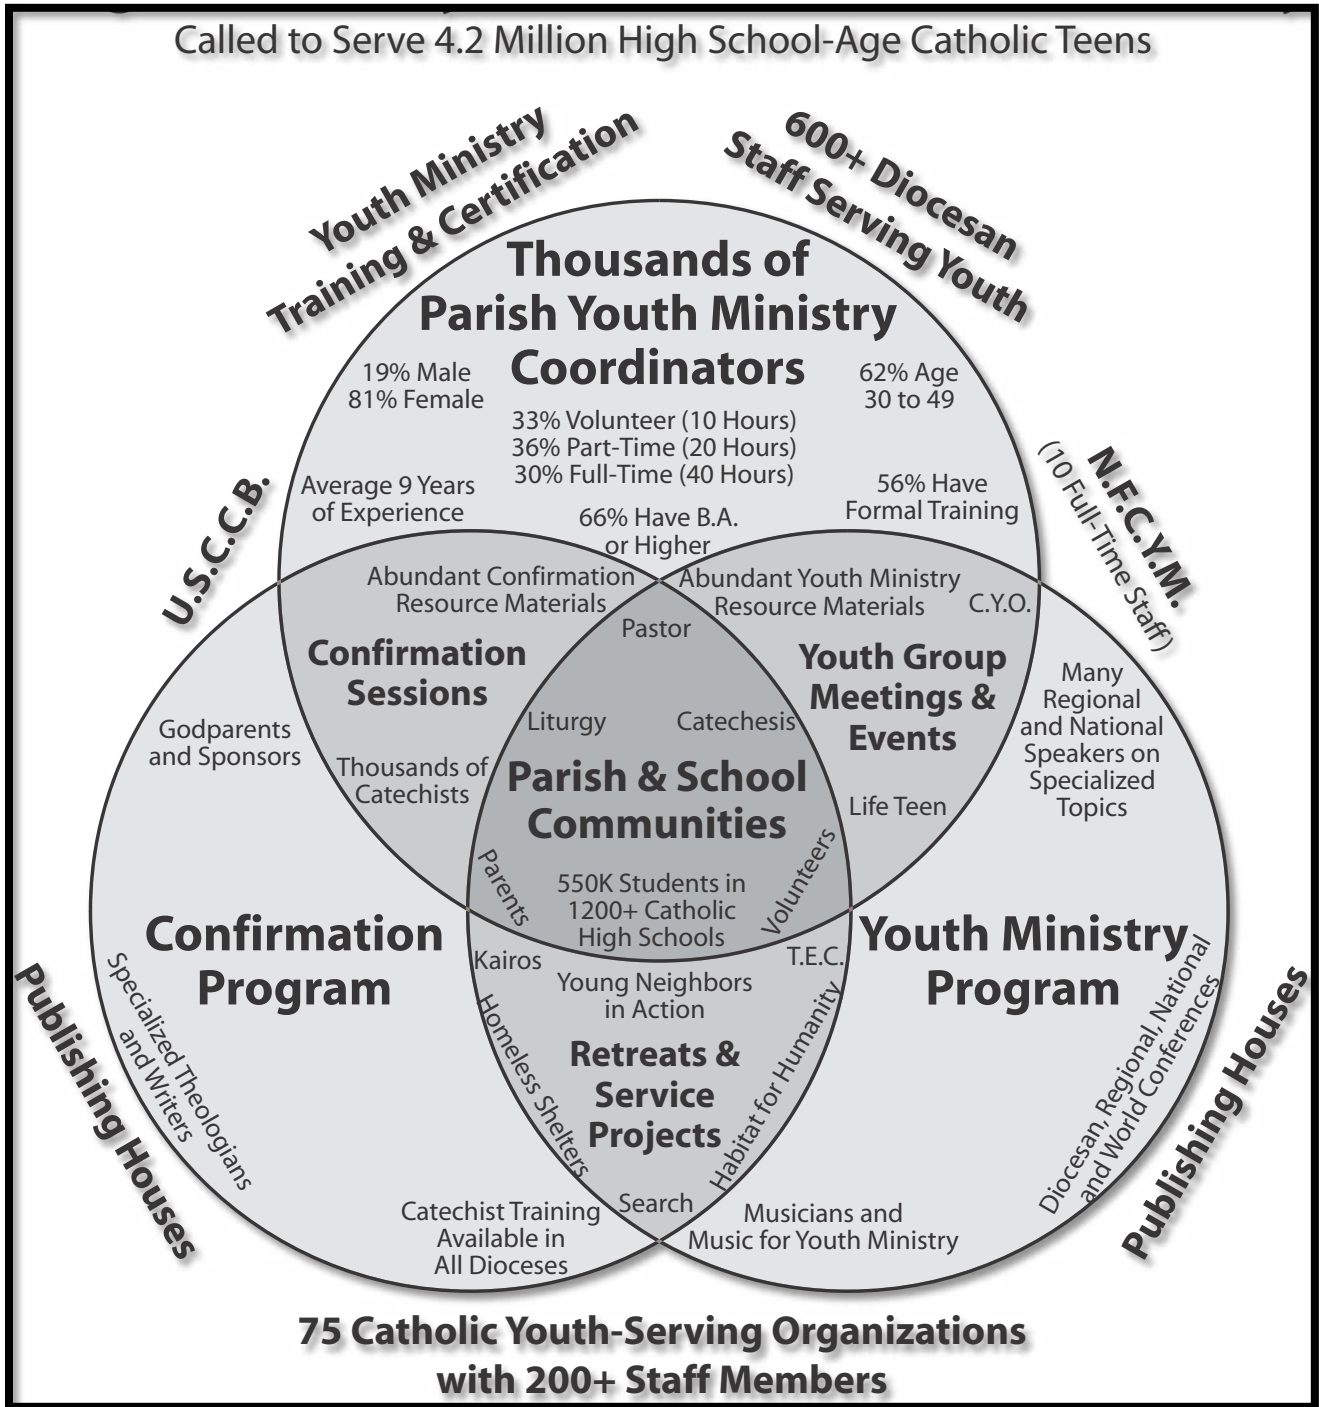 Called to Serve 4.2 Million High School-Age Catholic Teens
Youth Ministry
Training & Certification
600+ Diocesan
Staff Serving Youth
Thousands of
Parish Youth Ministry
Coordinators
19% Male
81% Female
62% Age
30 to 49
33% Volunteer (10 Hours)
36% Part-Time (20 Hours)
30% Full-Time (40 Hours)
Average 9 Years
of Experience
56% Have
Formal Training
66% Have B.A.
or Higher
U.S.C.C.B.
N.F.C.Y.M.
(10 Full-Time Staff)
Abundant Confirmation
Resource Materials
Abundant Youth Ministry
Resource Materials
C.Y.O.
Pastor
Confirmation
Sessions
Youth Group
Meetings &
Events
Many
Regional
and National
Speakers on
Specialized
Topics
Godparents
and Sponsors
Liturgy
Catechesis
Thousands of
Catechists
Parish & School
Communities
Life Teen
Parents
550K Students in
1200+ Catholic
High Schools
Volunteers
Confirmation
Program
Youth Ministry
Program
Kairos
T.E.C.
Young Neighbors
in Action
Homeless Shelters
Retreats &
Service
Projects
Habitat for Humanity
Search
Specialized Theologians
and Writers
Diocesan, Regional, National
and World Conferences
Publishing Houses
Publishing Houses
Catechist Training
Available in
All Dioceses
Musicians and
Music for Youth Ministry
75 Catholic Youth-Serving Organizations
with 200+ Staff Members